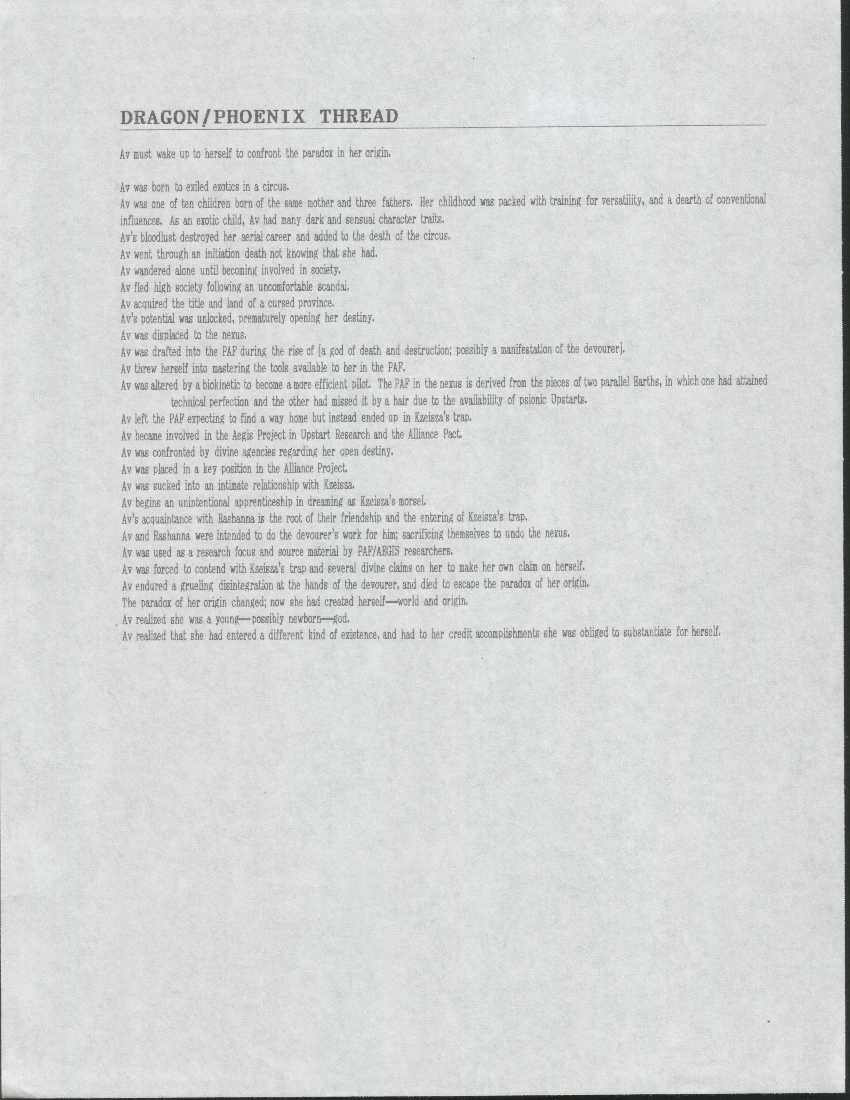 DRAGON/PHOENIX THREAD
Av must wake up to herself to confront the paradox in her origin.
Av was born to exiled exotics in a circus.
Av was one of ten children born of the same mother and three fathers. Her childhood was packed with training for versatility, and a dearth of conventional
influences. As an exotic child, Av had many dark and sensual character traits.
Av's bloodlust destroyed her aerial career and added to the death of the circus.
Av went through an initiation death not knowing that she had.
Av wandered alone until becoming involved in society.
Av fled high society following an uncomfortable scandal.
Av acquired the title and land of a cursed province.
Av's potential was unlocked, prematurely opening her destiny.
Av was displaced to the nexus.
Av was drafted into the PAF during the rise of [a god of death and destruction; possibly a manifestation of the devourer].
Av threw herself into mastering the tools available to her in the PAF.
Av was altered by a biokinetic to become a more efficient pilot. The PAF in the nexus is derived from the pieces of two parallel Earths, in which one had attained
technical perfection and the other had missed it by a hair due to the availability of psionic Upstarts.
Av left the PAF expecting to find a way home but instead ended up in Kzeisza's trap.
Av became involved in the Aegis Project in Upstart Research and the Alliance Pact.
Av was confronted by divine agencies regarding her open destiny.
Av was placed in a key position in the Alliance Project.
Av was sucked into an intimate relationship with Kzeisza.
Av begins an unintentional apprenticeship in dreaming as Kzeisza's morsel.
Av's acquaintance with Rashanna is the root of their friendship and the entering of Kzeisza's trap.
Av and Rashanna were intended to do the devourer's work for him; sacrificing themselves to undo the nexus.
Av was used as a research focus and source material by PAF/AEGIS researchers.
Av was forced to contend with Kzeisza's trap and several divine claims on her to make her own claim on herself.
Av endured a grueling disintegration at the hands of the devourer, and died to escape the paradox of her origin.
The paradox of her origin changed; now she had created herself—world and origin.
Av realized she was a young—possibly newborn—god.
Av realized that she had entered a different kind of existence, and had to her credit accomplishments she was obliged to substantiate for herself.